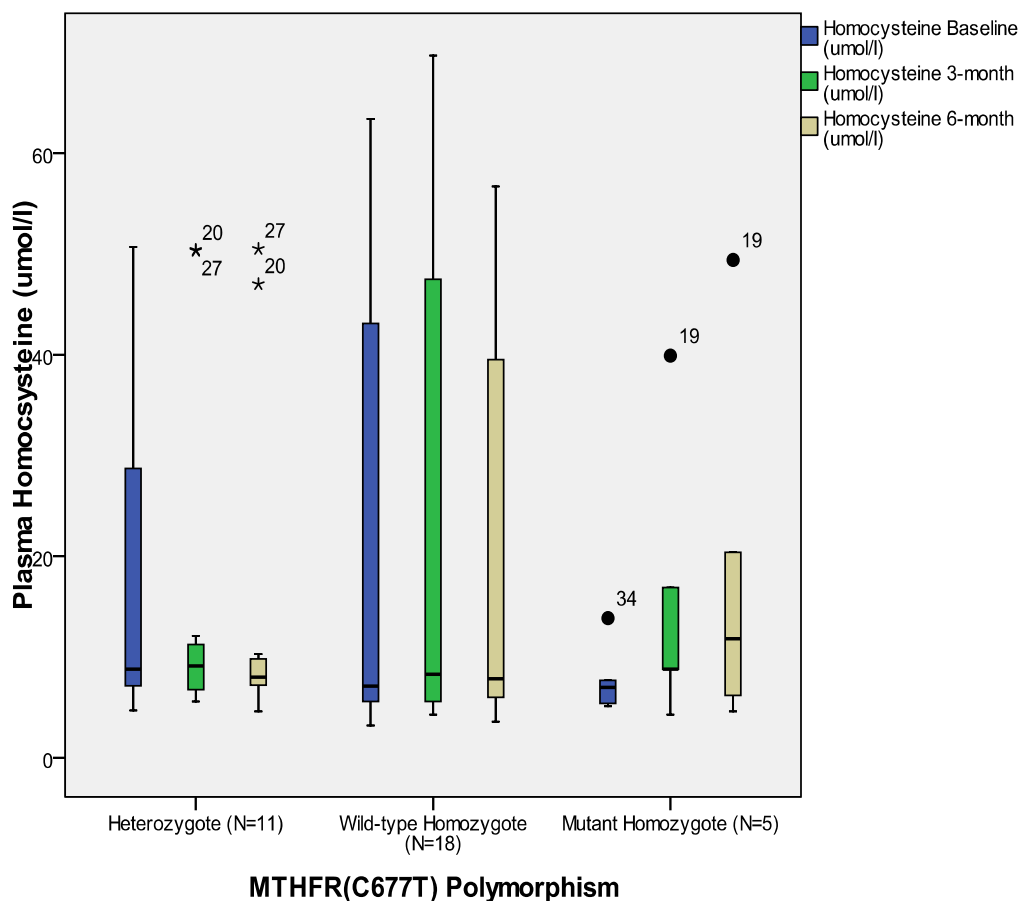 Homocysteine Baseline
(umol/l)
Homocysteine 3-month
(umol/l)
Homocysteine 6-month
(umol/l)
Plasma Homocsysteine (umol/l)
60
40
20
0
20
27
27
20
19
19
34
Heterozygote (N=11)
Wild-type Homozygote
(N=18)
Mutant Homozygote (N=5)
MTHFR(C677T) Polymorphism